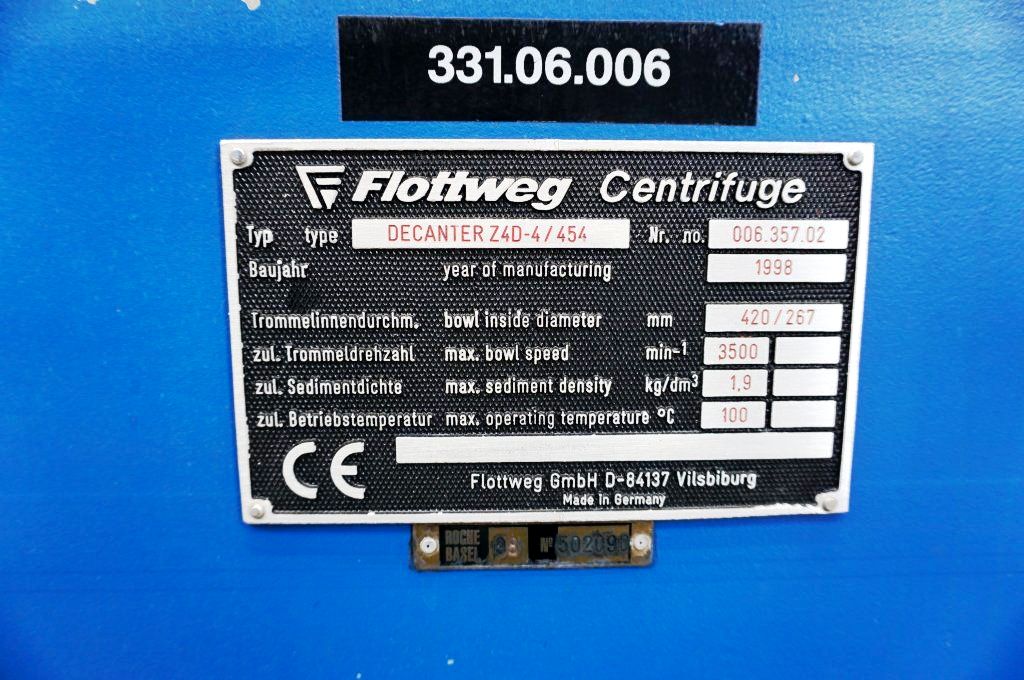 331.06.006
Flottweg Centrifuge
Typ type DECANTER Z4D-4/454 Nr. no. 006.357.02
Baujahr year of manufacturing 1998
Trommelinnendurchm. bowl inside diameter mm 420/267
zul. Trommeldrehzahl max. bowl speed min-1 3500
zul. Sedimentdichte max. sediment density kg/dm³ 1,9
zul. Betriebstemperatur max. operating temperature °C 100
CE
Flottweg GmbH D-84137 Vilsbiburg
Made in Germany
ROCHE
BASEL Nº